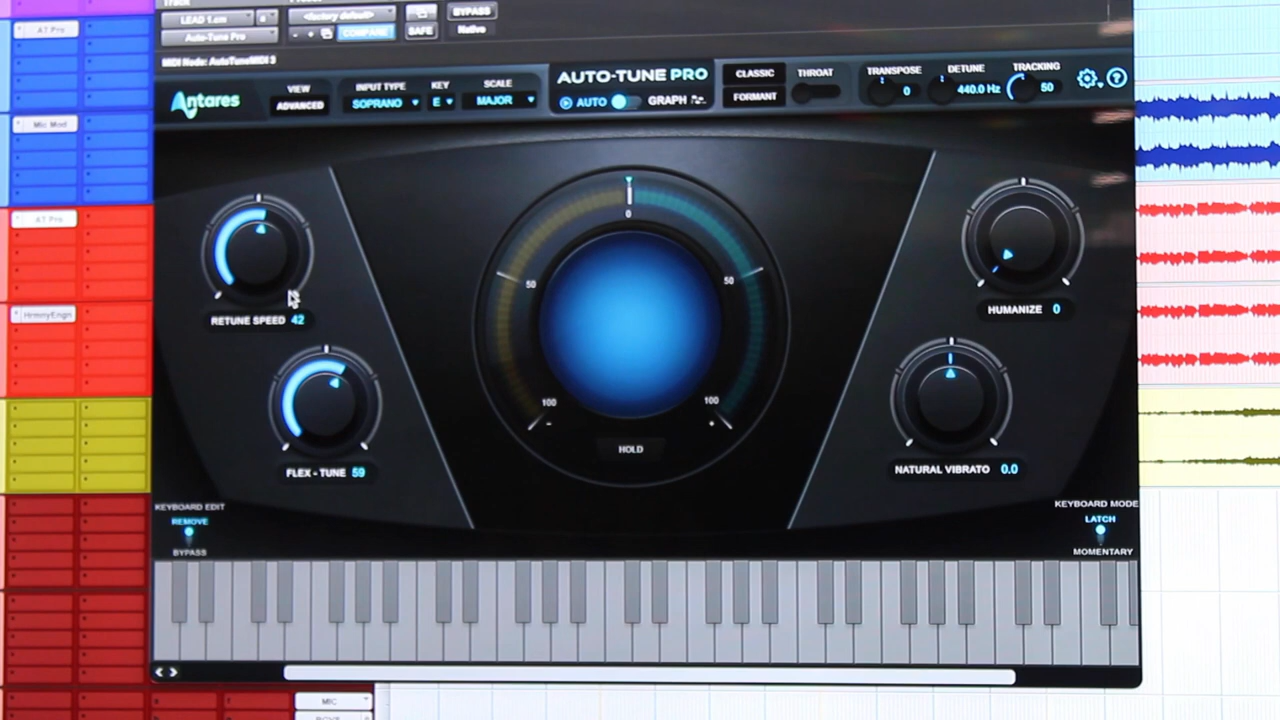 LEAD 1.cm
a
<factory default>
BYPASS
Auto-Tune Pro
- +
COMPARE
SAFE
Native
MIDI Node: AutoTuneMIDI 3
Antares
VIEW
ADVANCED
INPUT TYPE
SOPRANO
KEY
E
SCALE
MAJOR
AUTO-TUNE PRO
AUTO
GRAPH
CLASSIC
FORMANT
THROAT
TRANSPOSE
0
DETUNE
440.0 Hz
TRACKING
50
?
AT Pro
Mic Mod
AT Pro
HrmnyEngn
RETUNE SPEED 42
FLEX - TUNE 59
0
50
50
100
100
-
+
HOLD
HUMANIZE 0
NATURAL VIBRATO 0.0
KEYBOARD EDIT
REMOVE
BYPASS
KEYBOARD MODE
LATCH
MOMENTARY
MIC